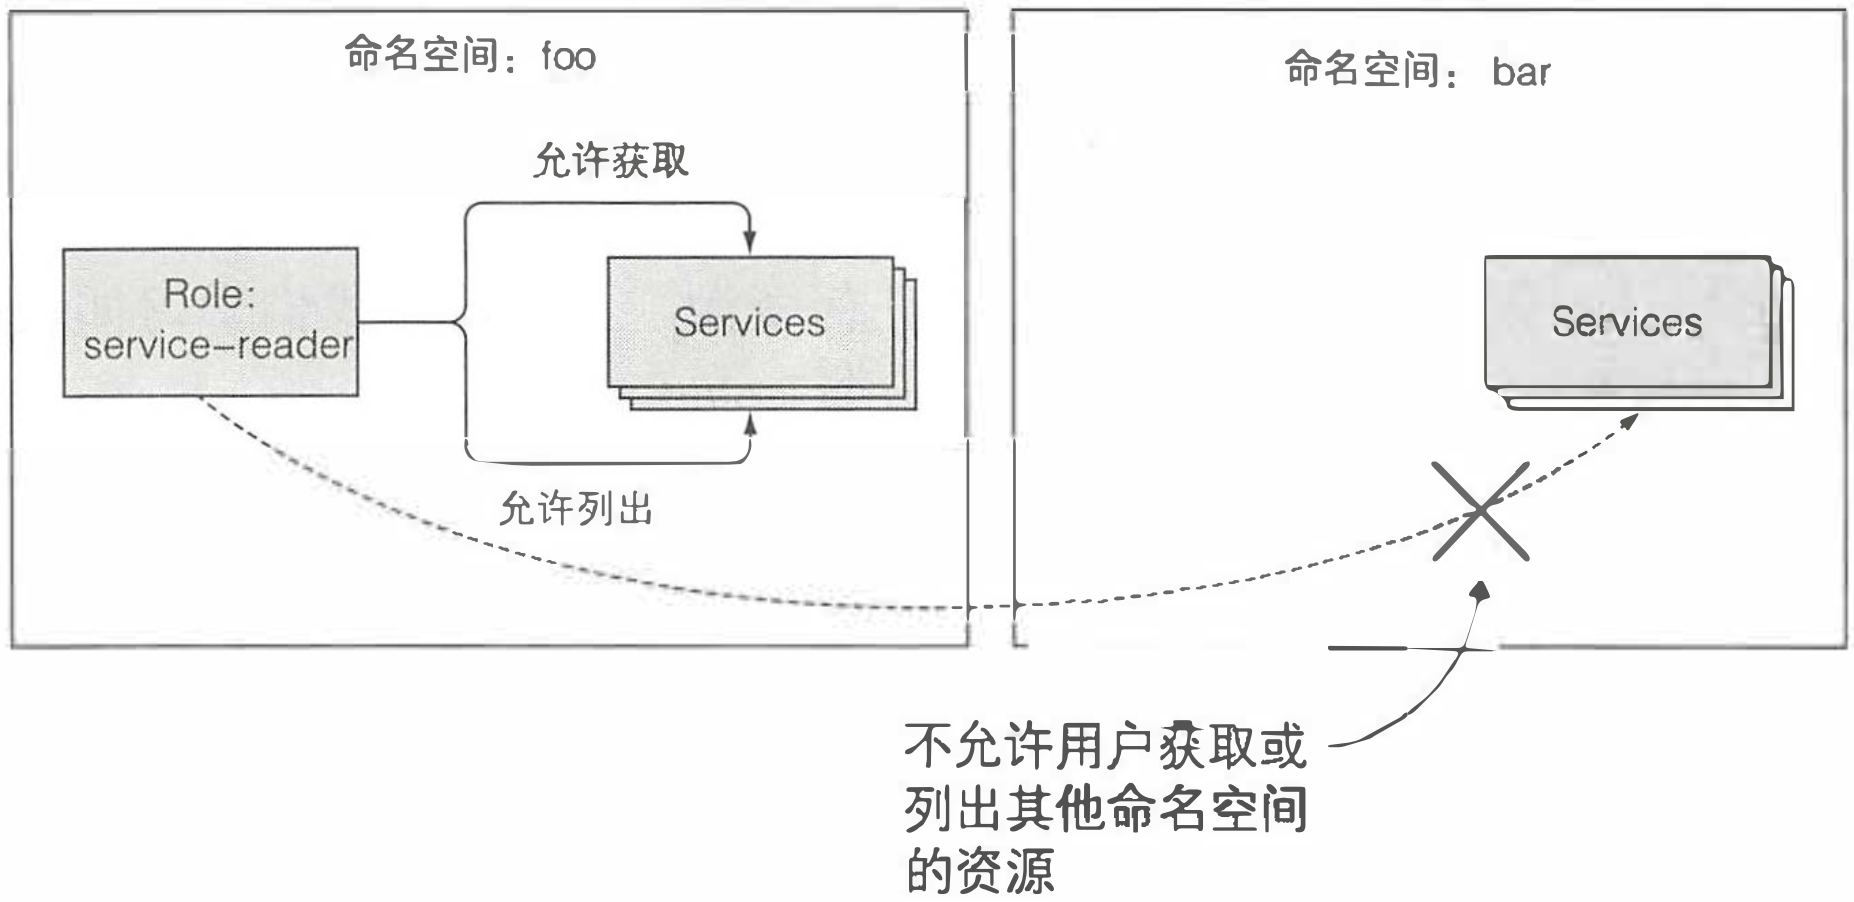 命名空间：foo
命名空间： bar
允许获取
Role:
service–reader
Services
Services
允许列出
不允许用户获取或
列出其他命名空间
的资源